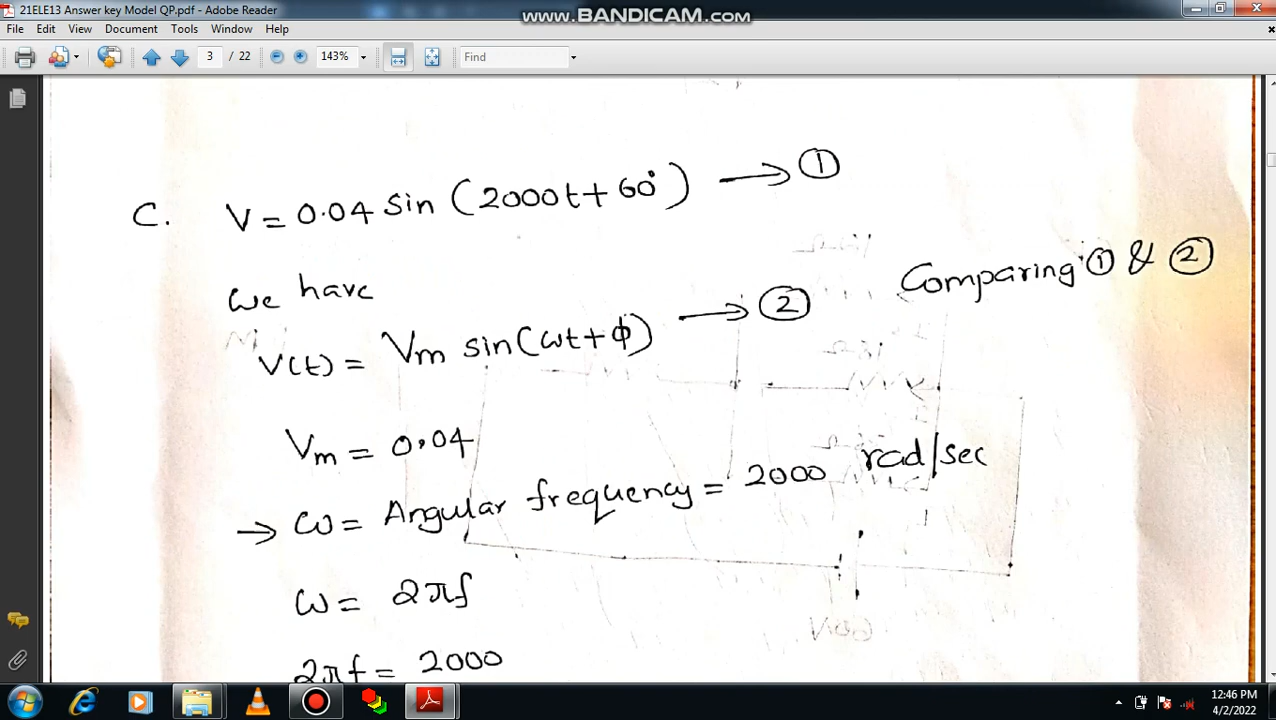 21ELE13 Answer key Model QP.pdf - Adobe Reader
www.BANDICAM.com
File Edit View Document Tools Window Help
3 / 22 143% Find
C. V = 0.04 sin (2000t + 60°) → ①
We have
V(t) = Vm sin(ωt + ϕ) → ② Comparing ① & ②
Vm = 0.04
→ ω = Angular frequency = 2000 rad/sec
ω = 2πf
2πf = 2000
12:46 PM
4/2/2022